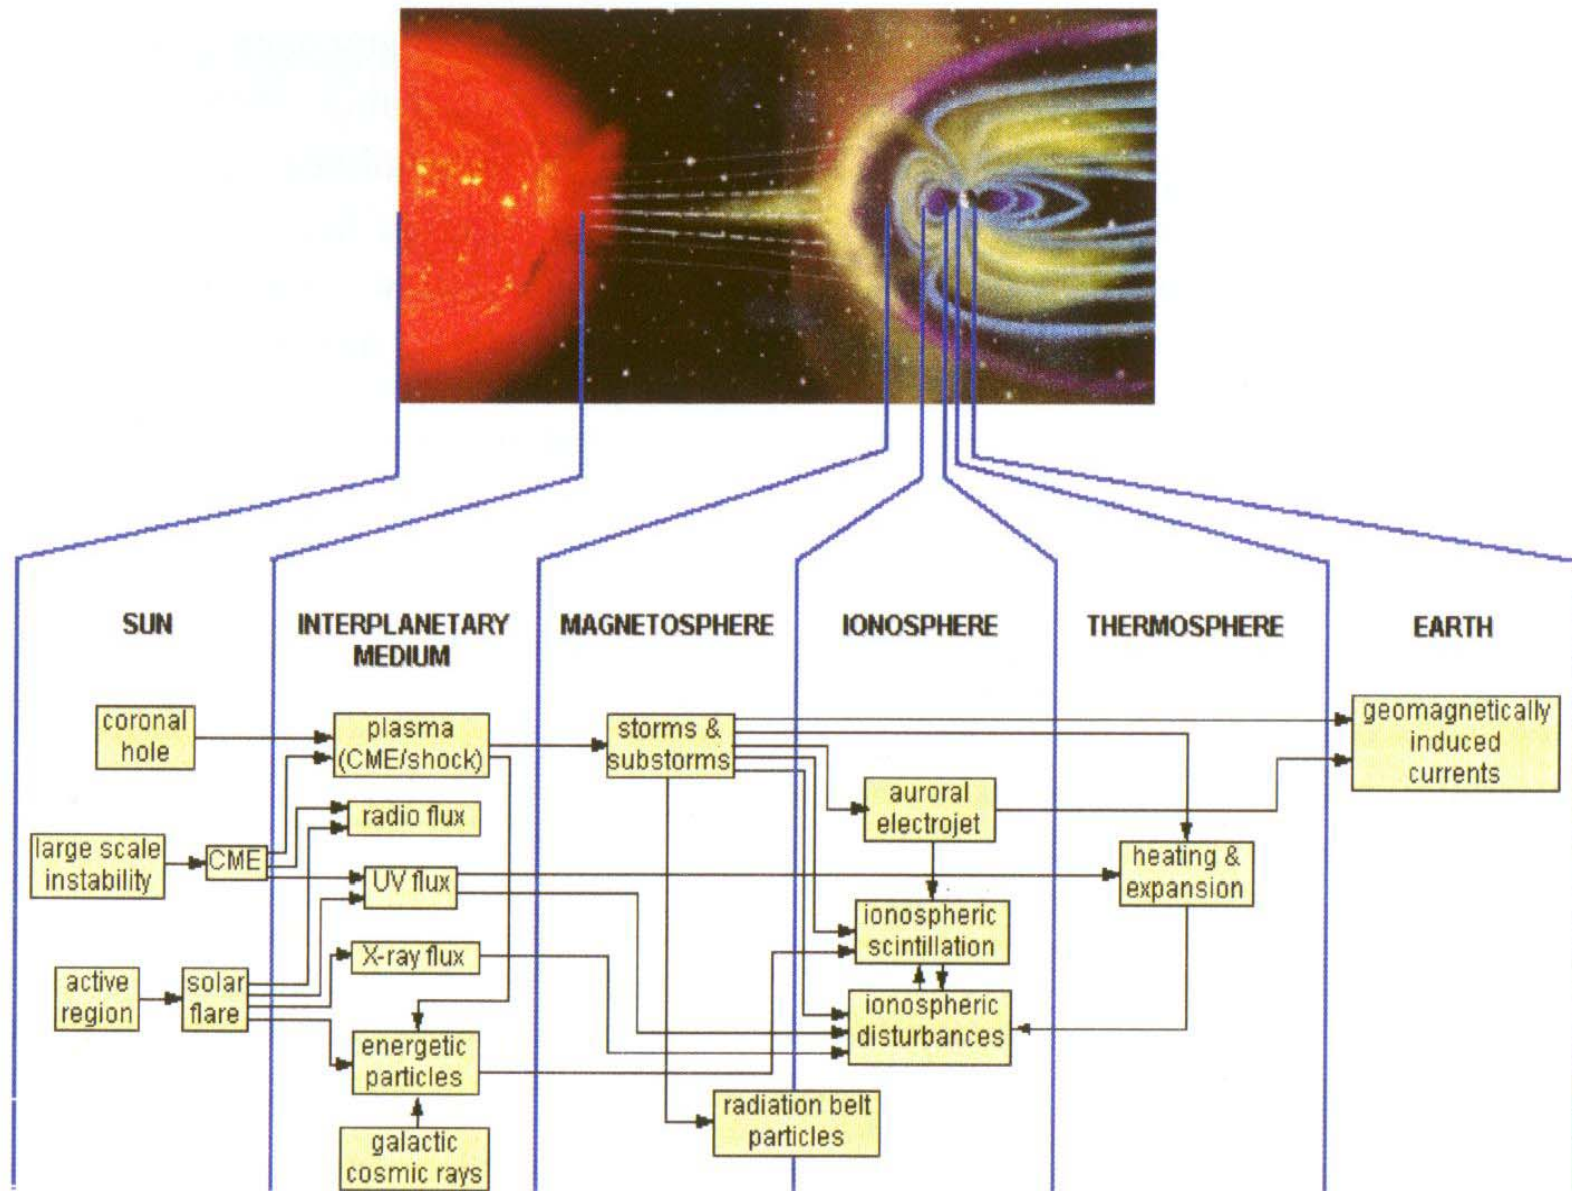 SUN
INTERPLANETARY
MEDIUM
MAGNETOSPHERE
IONOSPHERE
THERMOSPHERE
EARTH
coronal
hole
plasma
(CME/shock)
storms &
substorms
geomagnetically
induced
currents
radio flux
auroral
electrojet
large scale
instability
CME
UV flux
heating &
expansion
ionospheric
scintillation
X-ray flux
active
region
solar
flare
ionospheric
disturbances
energetic
particles
radiation belt
particles
galactic
cosmic rays